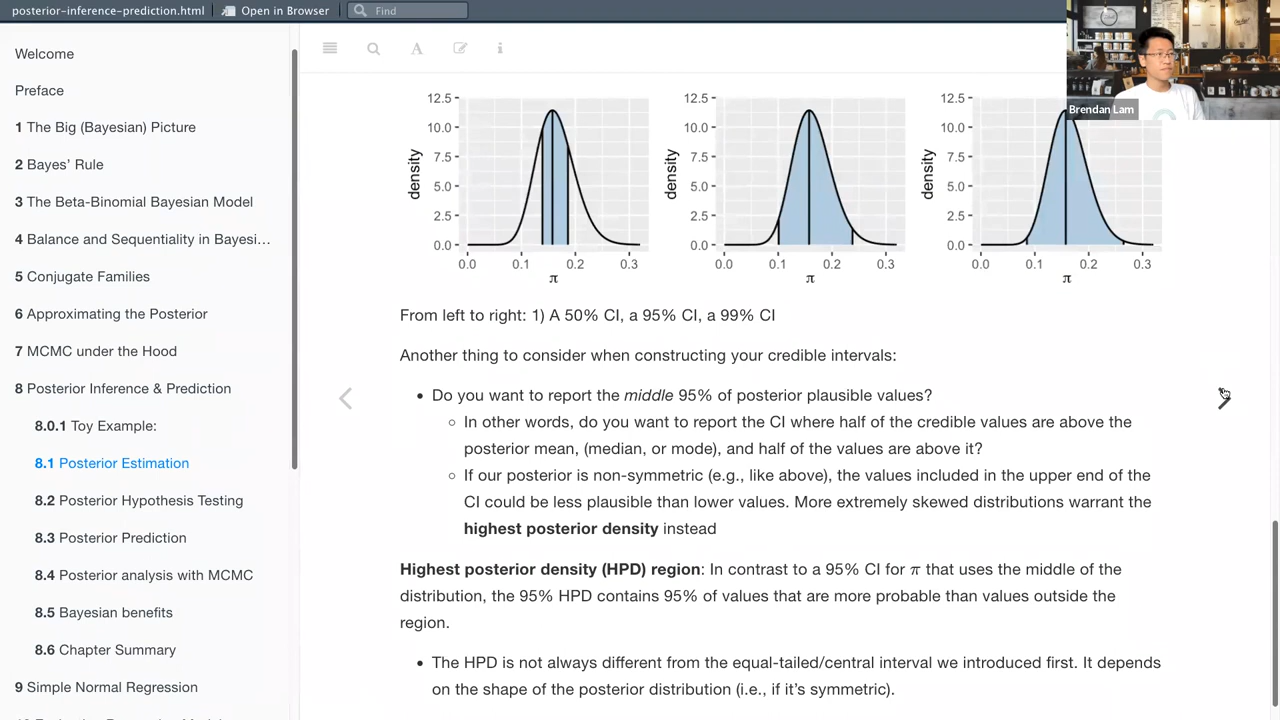 posterior-inference-prediction.html Open in Browser Find
Brendan Lam
Welcome
Preface
1 The Big (Bayesian) Picture
2 Bayes' Rule
3 The Beta-Binomial Bayesian Model
4 Balance and Sequentiality in Bayesi...
5 Conjugate Families
6 Approximating the Posterior
7 MCMC under the Hood
8 Posterior Inference & Prediction
8.0.1 Toy Example:
8.1 Posterior Estimation
8.2 Posterior Hypothesis Testing
8.3 Posterior Prediction
8.4 Posterior analysis with MCMC
8.5 Bayesian benefits
8.6 Chapter Summary
9 Simple Normal Regression
12.5
10.0
7.5
5.0
2.5
0.0
density
0.0 0.1 0.2 0.3
π
12.5
10.0
7.5
5.0
2.5
0.0
density
0.0 0.1 0.2 0.3
π
12.5
10.0
7.5
5.0
2.5
0.0
density
0.0 0.1 0.2 0.3
π
From left to right: 1) A 50% CI, a 95% CI, a 99% CI
Another thing to consider when constructing your credible intervals:
• Do you want to report the middle 95% of posterior plausible values?
○ In other words, do you want to report the CI where half of the credible values are above the
posterior mean, (median, or mode), and half of the values are above it?
○ If our posterior is non-symmetric (e.g., like above), the values included in the upper end of the
CI could be less plausible than lower values. More extremely skewed distributions warrant the
highest posterior density instead
Highest posterior density (HPD) region: In contrast to a 95% CI for π that uses the middle of the
distribution, the 95% HPD contains 95% of values that are more probable than values outside the
region.
• The HPD is not always different from the equal-tailed/central interval we introduced first. It depends
on the shape of the posterior distribution (i.e., if it's symmetric).